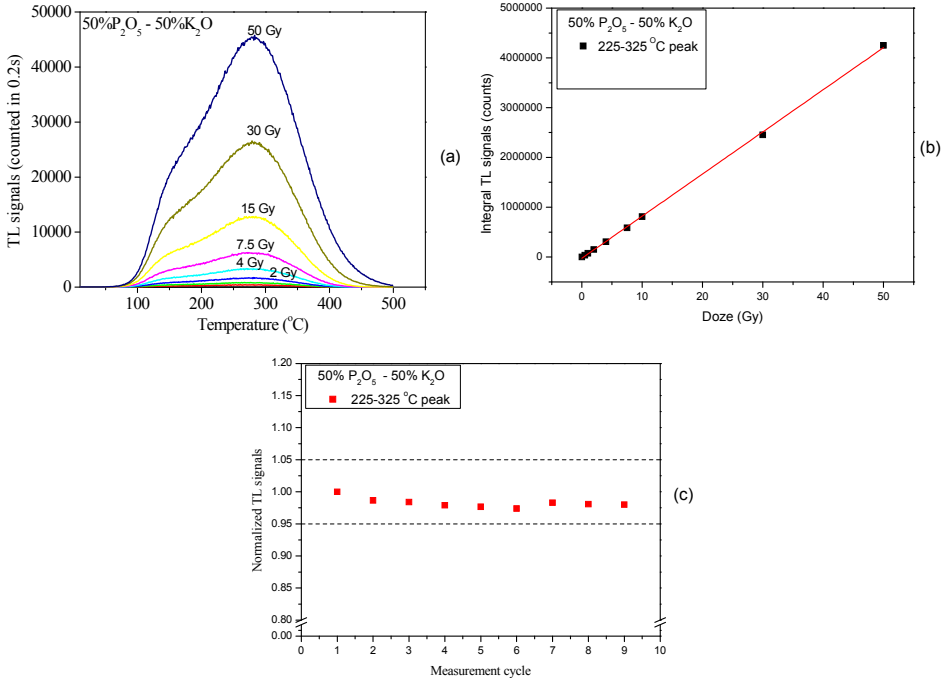 50%P₂O₅ - 50%K₂O
50 Gy
30 Gy
15 Gy
7.5 Gy
4 Gy
2 Gy
50000
40000
30000
20000
10000
0
100 200 300 400 500
TL signals (counted in 0.2s)
Temperature (°C)
(a)
50% P₂O₅ - 50% K₂O
225-325 °C peak
5000000
4000000
3000000
2000000
1000000
0
0 10 20 30 40 50
Integral TL signals (counts)
Doze (Gy)
(b)
50% P₂O₅ - 50% K₂O
225-325 °C peak
1.20
1.15
1.10
1.05
1.00
0.95
0.90
0.85
0.80
0.00
0 1 2 3 4 5 6 7 8 9 10
Normalized TL signals
Measurement cycle
(c)